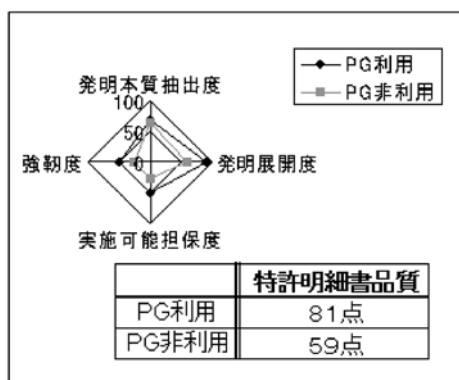 PG利用
PG非利用
発明本質抽出度
100
50
0
強靭度
発明展開度
実施可能担保度
特許明細書品質
PG利用 81点
PG非利用 59点